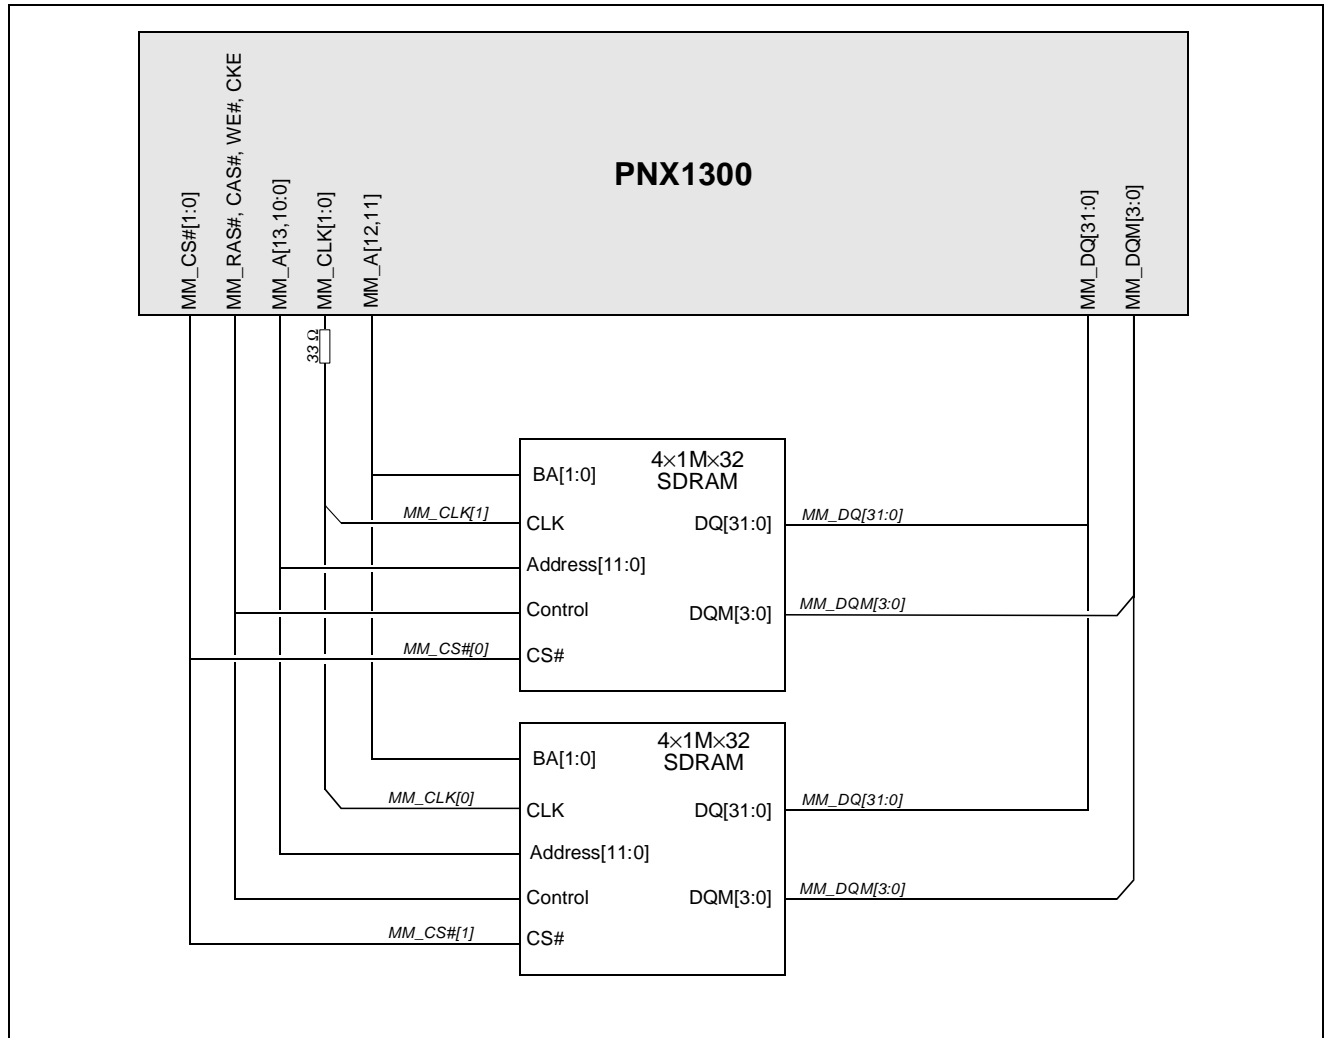 PNX1300
MM_CS#[1:0]
MM_RAS#, CAS#, WE#, CKE
MM_A[13,10:0]
MM_CLK[1:0]
MM_A[12,11]
MM_DQ[31:0]
MM_DQM[3:0]
33 Ω
4×1M×32
SDRAM
BA[1:0]
MM_CLK[1]
CLK
DQ[31:0]
MM_DQ[31:0]
Address[11:0]
Control
DQM[3:0]
MM_DQM[3:0]
MM_CS#[0]
CS#
4×1M×32
SDRAM
BA[1:0]
MM_CLK[0]
CLK
DQ[31:0]
MM_DQ[31:0]
Address[11:0]
Control
DQM[3:0]
MM_DQM[3:0]
MM_CS#[1]
CS#